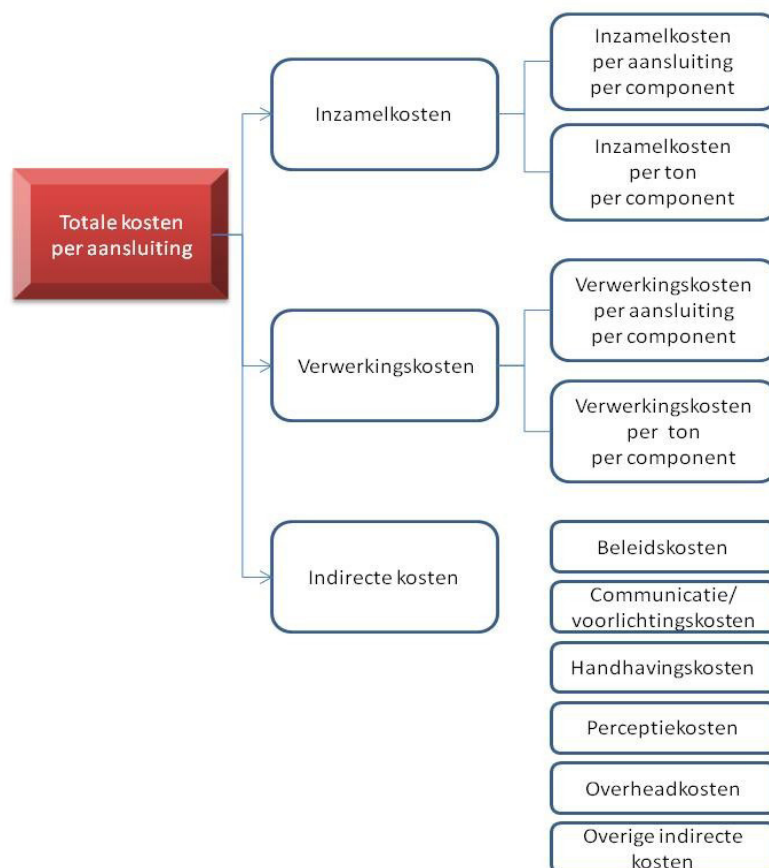 Totale kosten
per aansluiting
Inzamelkosten
Inzamelkosten
per aansluiting
per component
Inzamelkosten
per ton
per component
Verwerkingskosten
Verwerkingskosten
per aansluiting
per component
Verwerkingskosten
per ton
per component
Indirecte kosten
Beleidskosten
Communicatie/
voorlichtingskosten
Handhavingskosten
Perceptiekosten
Overheadkosten
Overige indirecte
kosten